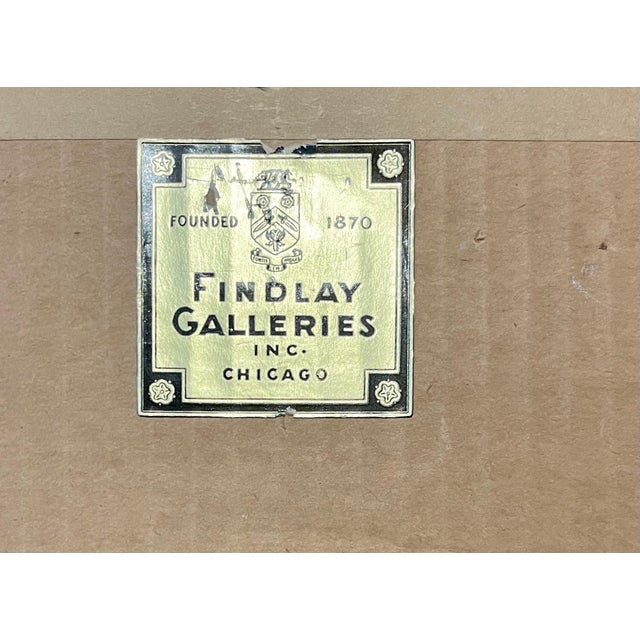 FOUNDED 1870
FINDLAY
GALLERIES
INC.
CHICAGO